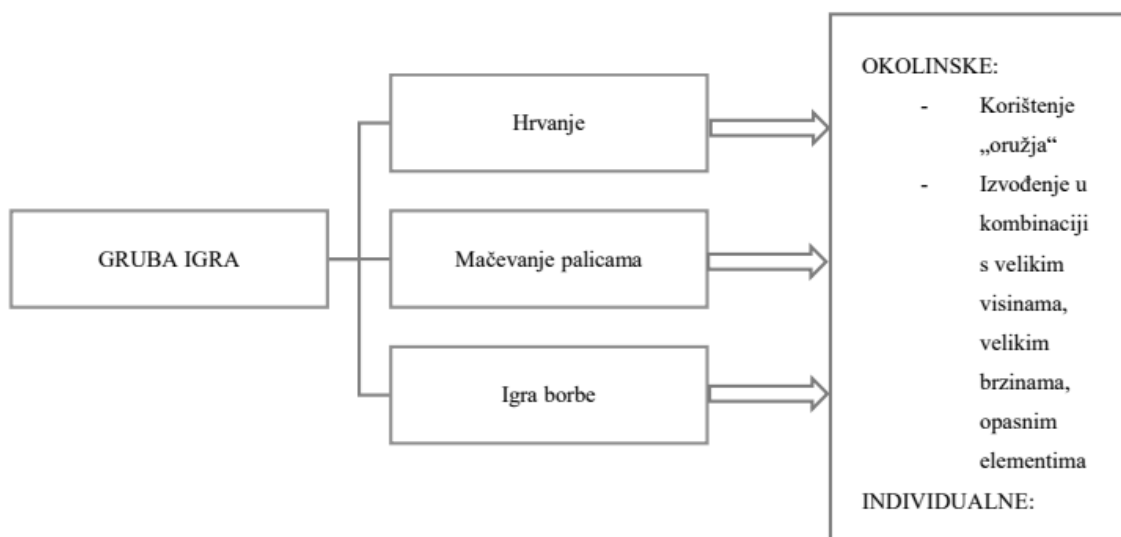 GRUBA IGRA
Hrvanje
Mačevanje palicama
Igra borbe
OKOLINSKE:
- Korištenje
„oružja“
- Izvođenje u
kombinaciji
s velikim
visinama,
velikim
brzinama,
opasnim
elementima
INDIVIDUALNE: